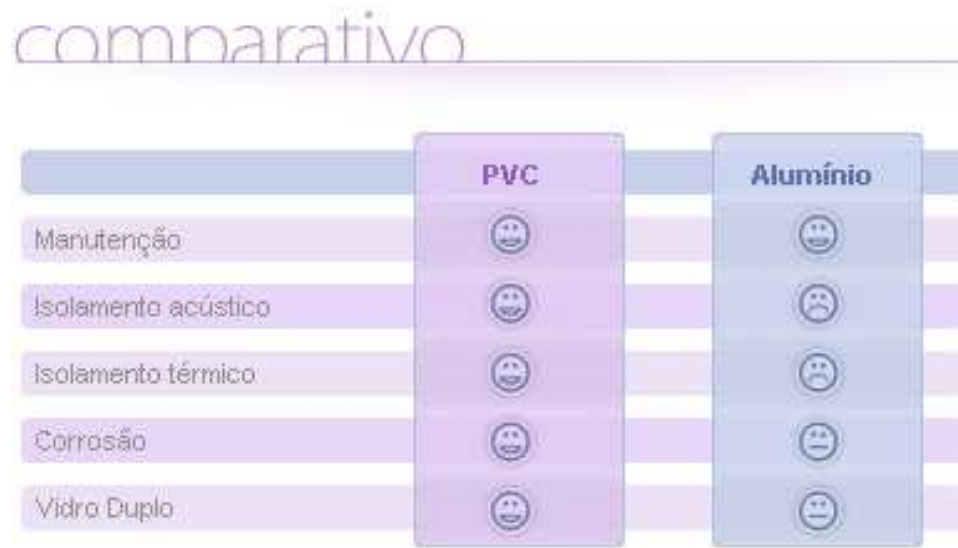 comparativo
PVC Alumínio
Manutenção
Isolamento acústico
Isolamento térmico
Corrosão
Vidro Duplo